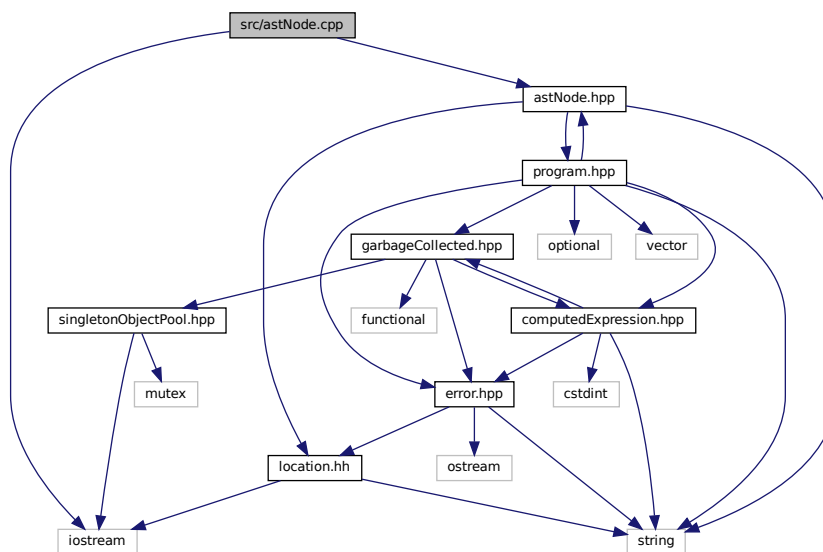 src/astNode.cpp
astNode.hpp
program.hpp
garbageCollected.hpp
optional
vector
singletonObjectPool.hpp
functional
computedExpression.hpp
mutex
error.hpp
cstdint
location.hh
ostream
iostream
string